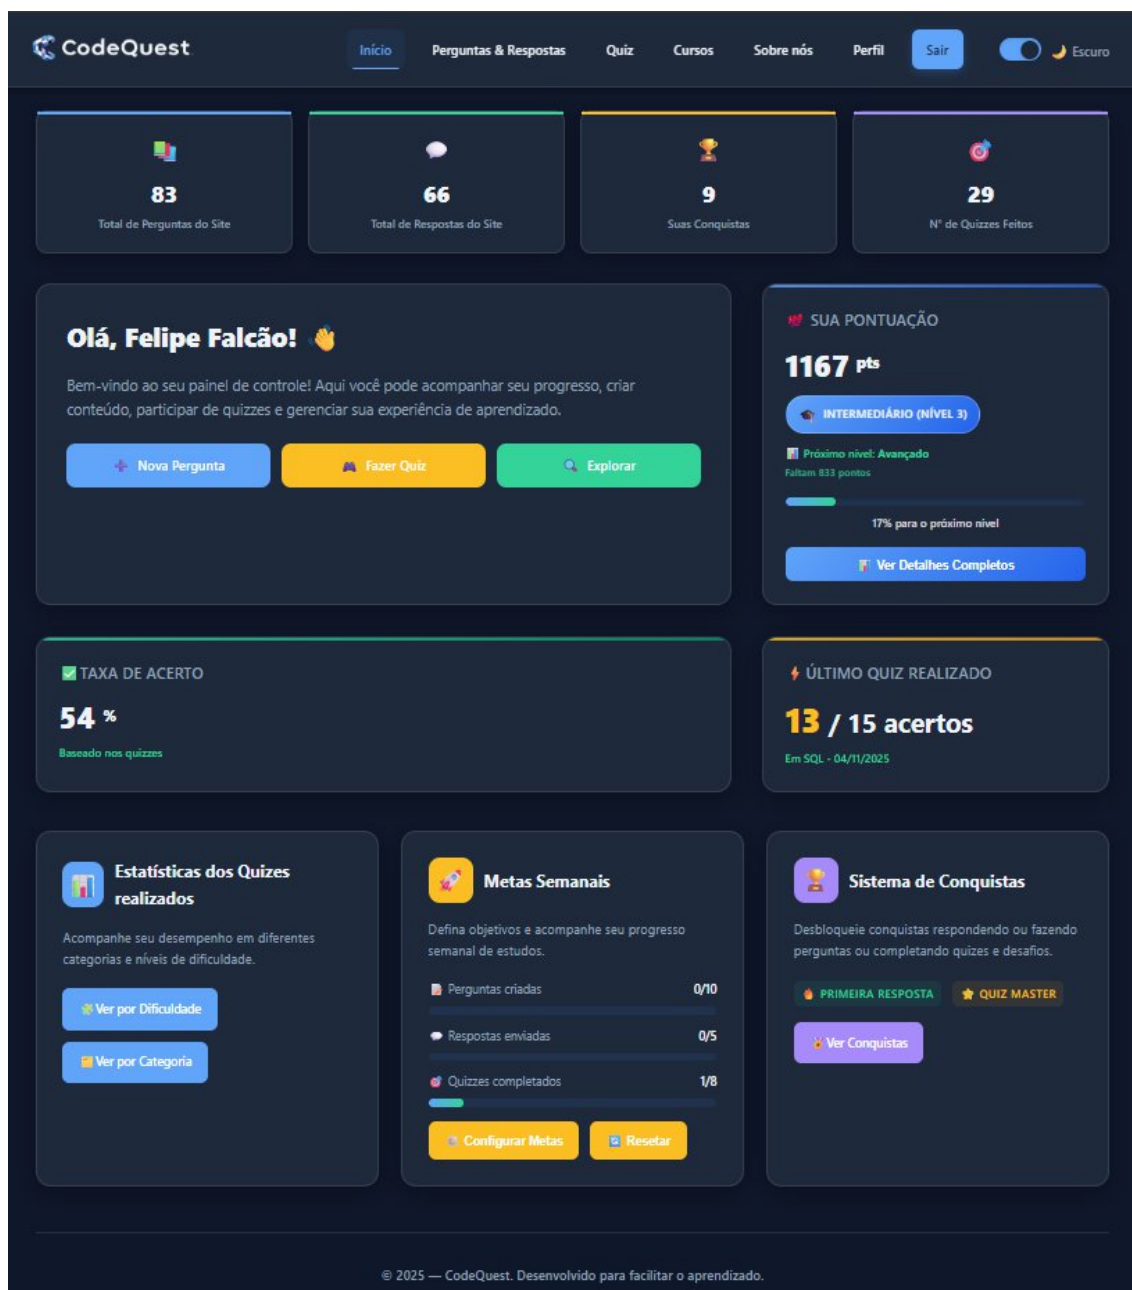 CodeQuest
Início
Perguntas & Respostas
Quiz
Cursos
Sobre nós
Perfil
Sair
Escuro
83
Total de Perguntas do Site
66
Total de Respostas do Site
9
Suas Conquistas
29
N° de Quizzes Feitos
Olá, Felipe Falcão!
Bem-vindo ao seu painel de controle! Aqui você pode acompanhar seu progresso, criar
conteúdo, participar de quizzes e gerenciar sua experiência de aprendizado.
Nova Pergunta
Fazer Quiz
Explorar
SUA PONTUAÇÃO
1167 pts
INTERMEDIÁRIO (NÍVEL 3)
Próximo nível: Avançado
Faltam 833 pontos
17% para o próximo nível
Ver Detalhes Completos
TAXA DE ACERTO
54 %
Baseado nos quizzes
ÚLTIMO QUIZ REALIZADO
13 / 15 acertos
Em SQL - 04/11/2025
Estatísticas dos Quizes
realizados
Acompanhe seu desempenho em diferentes
categorias e níveis de dificuldade.
Ver por Dificuldade
Ver por Categoria
Metas Semanais
Defina objetivos e acompanhe seu progresso
semanal de estudos.
Perguntas criadas 0/10
Respostas enviadas 0/5
Quizzes completados 1/8
Configurar Metas
Resetar
Sistema de Conquistas
Desbloqueie conquistas respondendo ou fazendo
perguntas ou completando quizes e desafios.
PRIMEIRA RESPOSTA
QUIZ MASTER
Ver Conquistas
© 2025 — CodeQuest. Desenvolvido para facilitar o aprendizado.